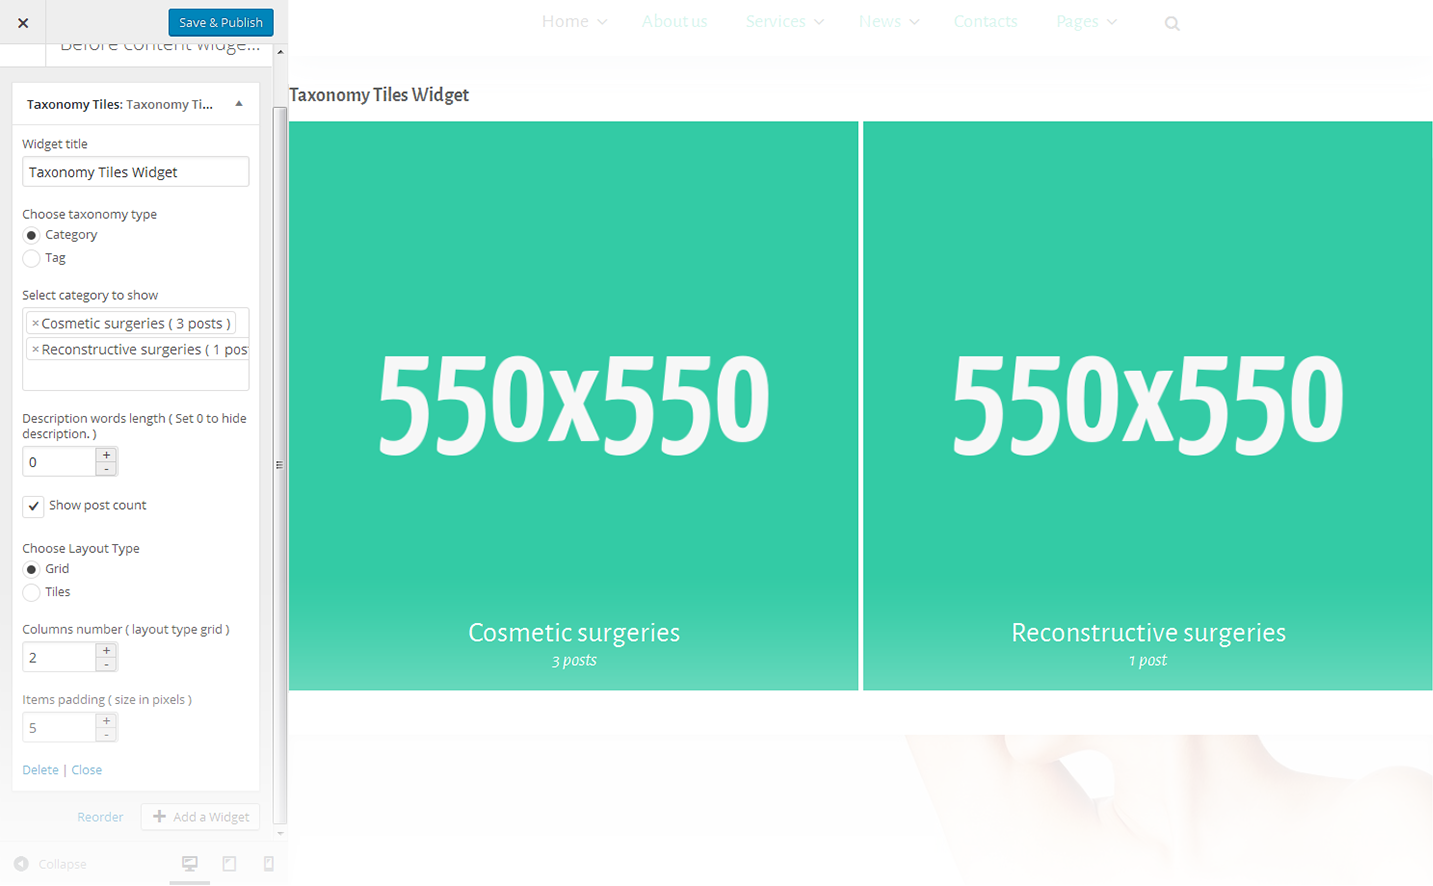 Save & Publish
Before Content widge...
Taxonomy Tiles: Taxonomy Ti...
Widget title
Taxonomy Tiles Widget
Choose taxonomy type
Category
Tag
Select category to show
× Cosmetic surgeries ( 3 posts )
× Reconstructive surgeries ( 1 pos
Description words length ( Set 0 to hide
description. )
0
+
-
Show post count
Choose Layout Type
Grid
Tiles
Columns number ( layout type grid )
2
+
-
Items padding ( size in pixels )
5
+
-
Delete | Close
Reorder
Add a Widget
Collapse
Home About us Services News Contacts Pages
Taxonomy Tiles Widget
550x550
Cosmetic surgeries
3 posts
550x550
Reconstructive surgeries
1 post